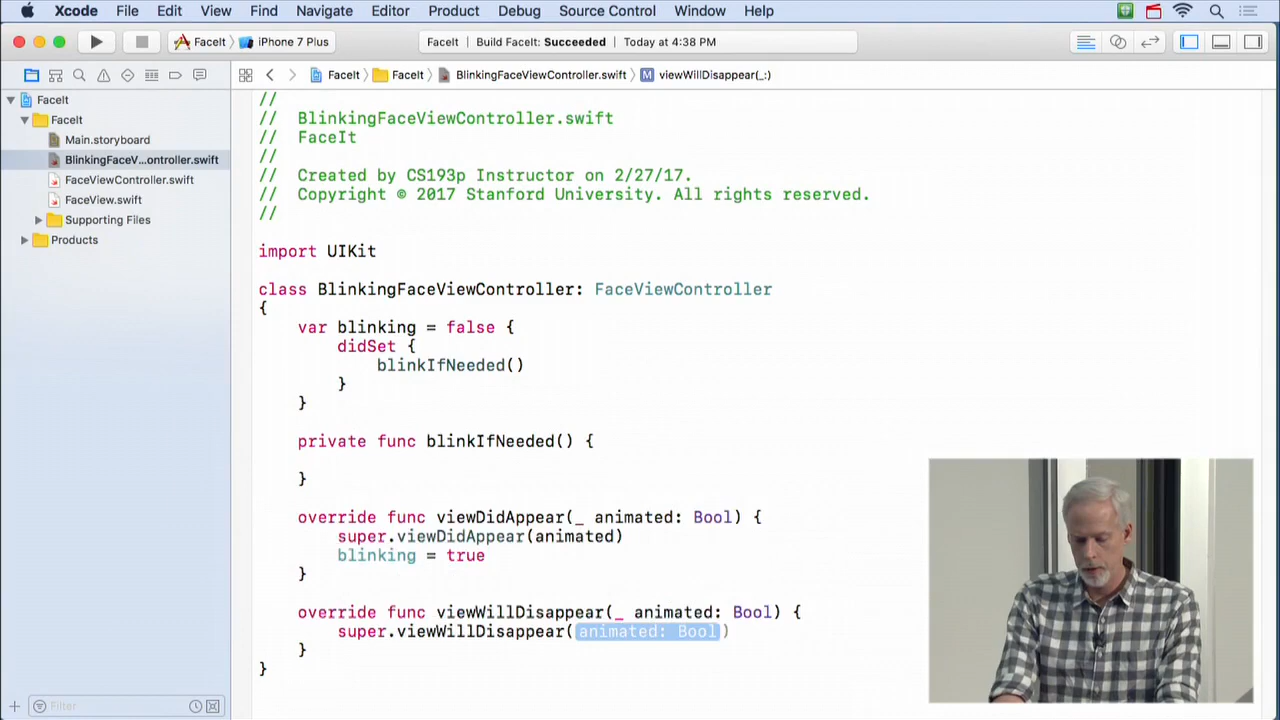 Xcode File Edit View Find Navigate Editor Product Debug Source Control Window Help
FaceIt iPhone 7 Plus FaceIt Build FaceIt: Succeeded Today at 4:38 PM
FaceIt FaceIt BlinkingFaceViewController.swift M viewWillDisappear(_:)
FaceIt
FaceIt
Main.storyboard
BlinkingFaceV...ontroller.swift
FaceViewController.swift
FaceView.swift
Supporting Files
Products
Filter
//
// BlinkingFaceViewController.swift
// FaceIt
//
// Created by CS193p Instructor on 2/27/17.
// Copyright © 2017 Stanford University. All rights reserved.
//
import UIKit
class BlinkingFaceViewController: FaceViewController
{
var blinking = false {
didSet {
blinkIfNeeded()
}
}
private func blinkIfNeeded() {
}
override func viewDidAppear(_ animated: Bool) {
super.viewDidAppear(animated)
blinking = true
}
override func viewWillDisappear(_ animated: Bool) {
super.viewWillDisappear(animated: Bool)
}
}